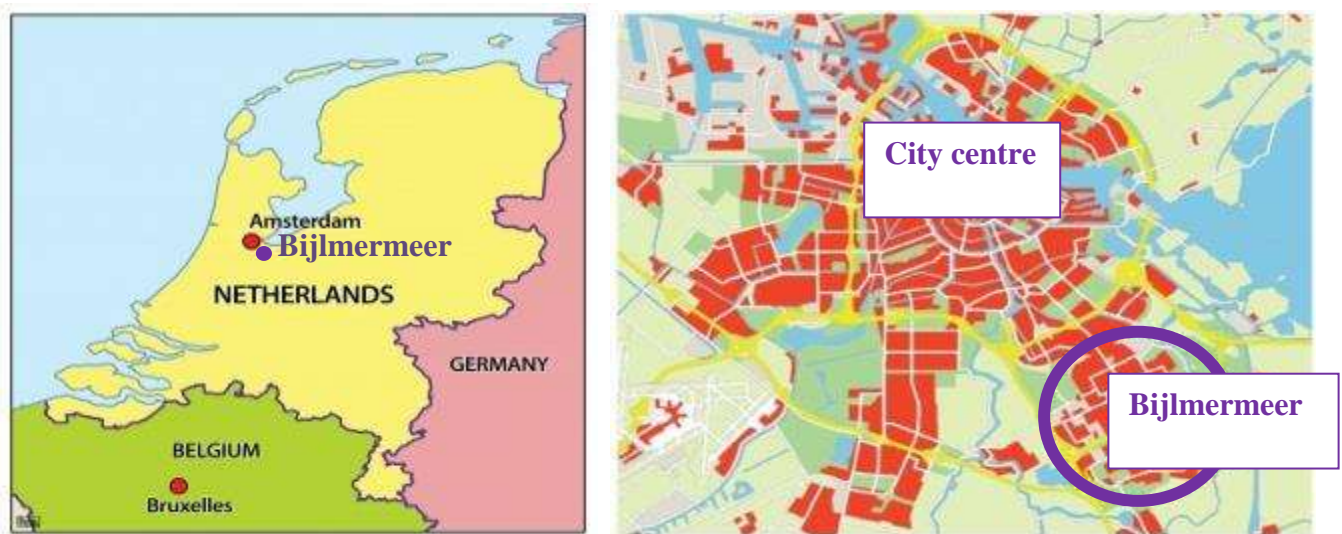 Amsterdam
Bijlmermeer
NETHERLANDS
GERMANY
BELGIUM
Bruxelles
City centre
Bijlmermeer